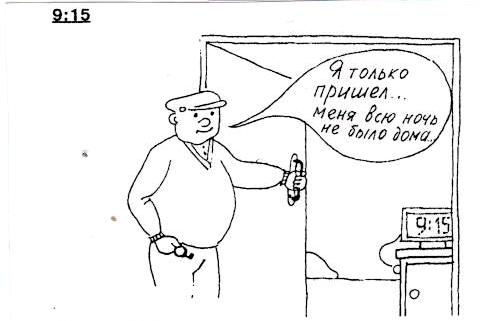 9:15
Я только
пришел...
меня всю ночь
не было дома..
9:15